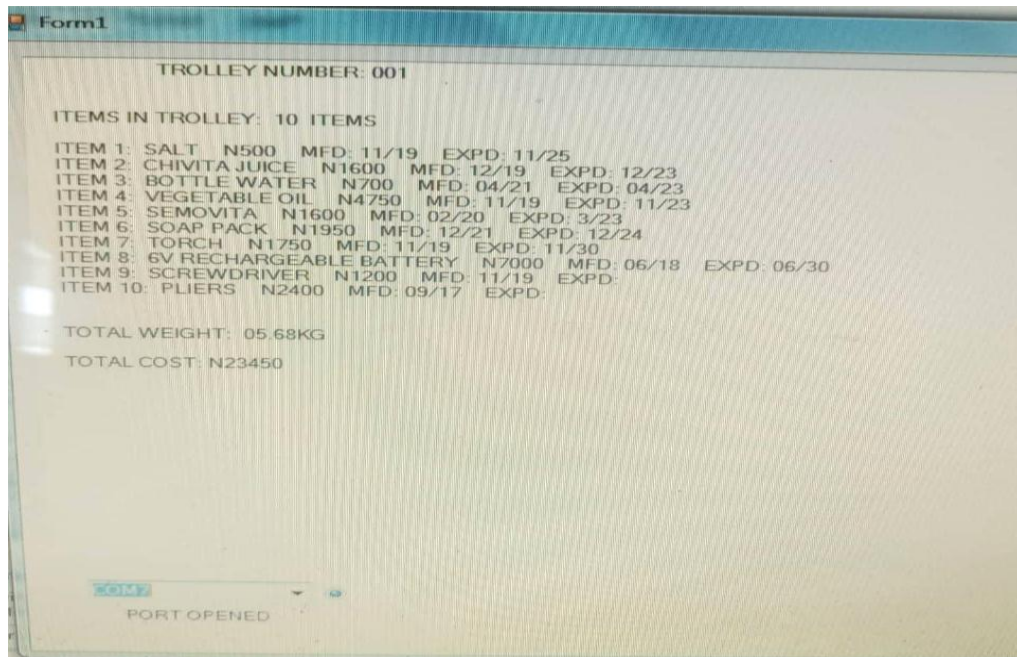 Form1
TROLLEY NUMBER: 001
ITEMS IN TROLLEY: 10 ITEMS
ITEM 1: SALT N500 MFD: 11/19 EXPD: 11/25
ITEM 2: CHIVITA JUICE N1600 MFD: 12/19 EXPD: 12/23
ITEM 3: BOTTLE WATER N700 MFD: 04/21 EXPD: 04/23
ITEM 4: VEGETABLE OIL N4750 MFD: 11/19 EXPD: 11/23
ITEM 5: SEMOVITA N1600 MFD: 02/20 EXPD: 3/23
ITEM 6: SOAP PACK N1950 MFD: 12/21 EXPD: 12/24
ITEM 7: TORCH N1750 MFD: 11/19 EXPD: 11/30
ITEM 8: 6V RECHARGEABLE BATTERY N7000 MFD: 06/18 EXPD: 06/30
ITEM 9: SCREWDRIVER N1200 MFD: 11/19 EXPD:
ITEM 10: PLIERS N2400 MFD: 09/17 EXPD:
TOTAL WEIGHT: 05.68KG
TOTAL COST: N23450
COM7
PORT OPENED